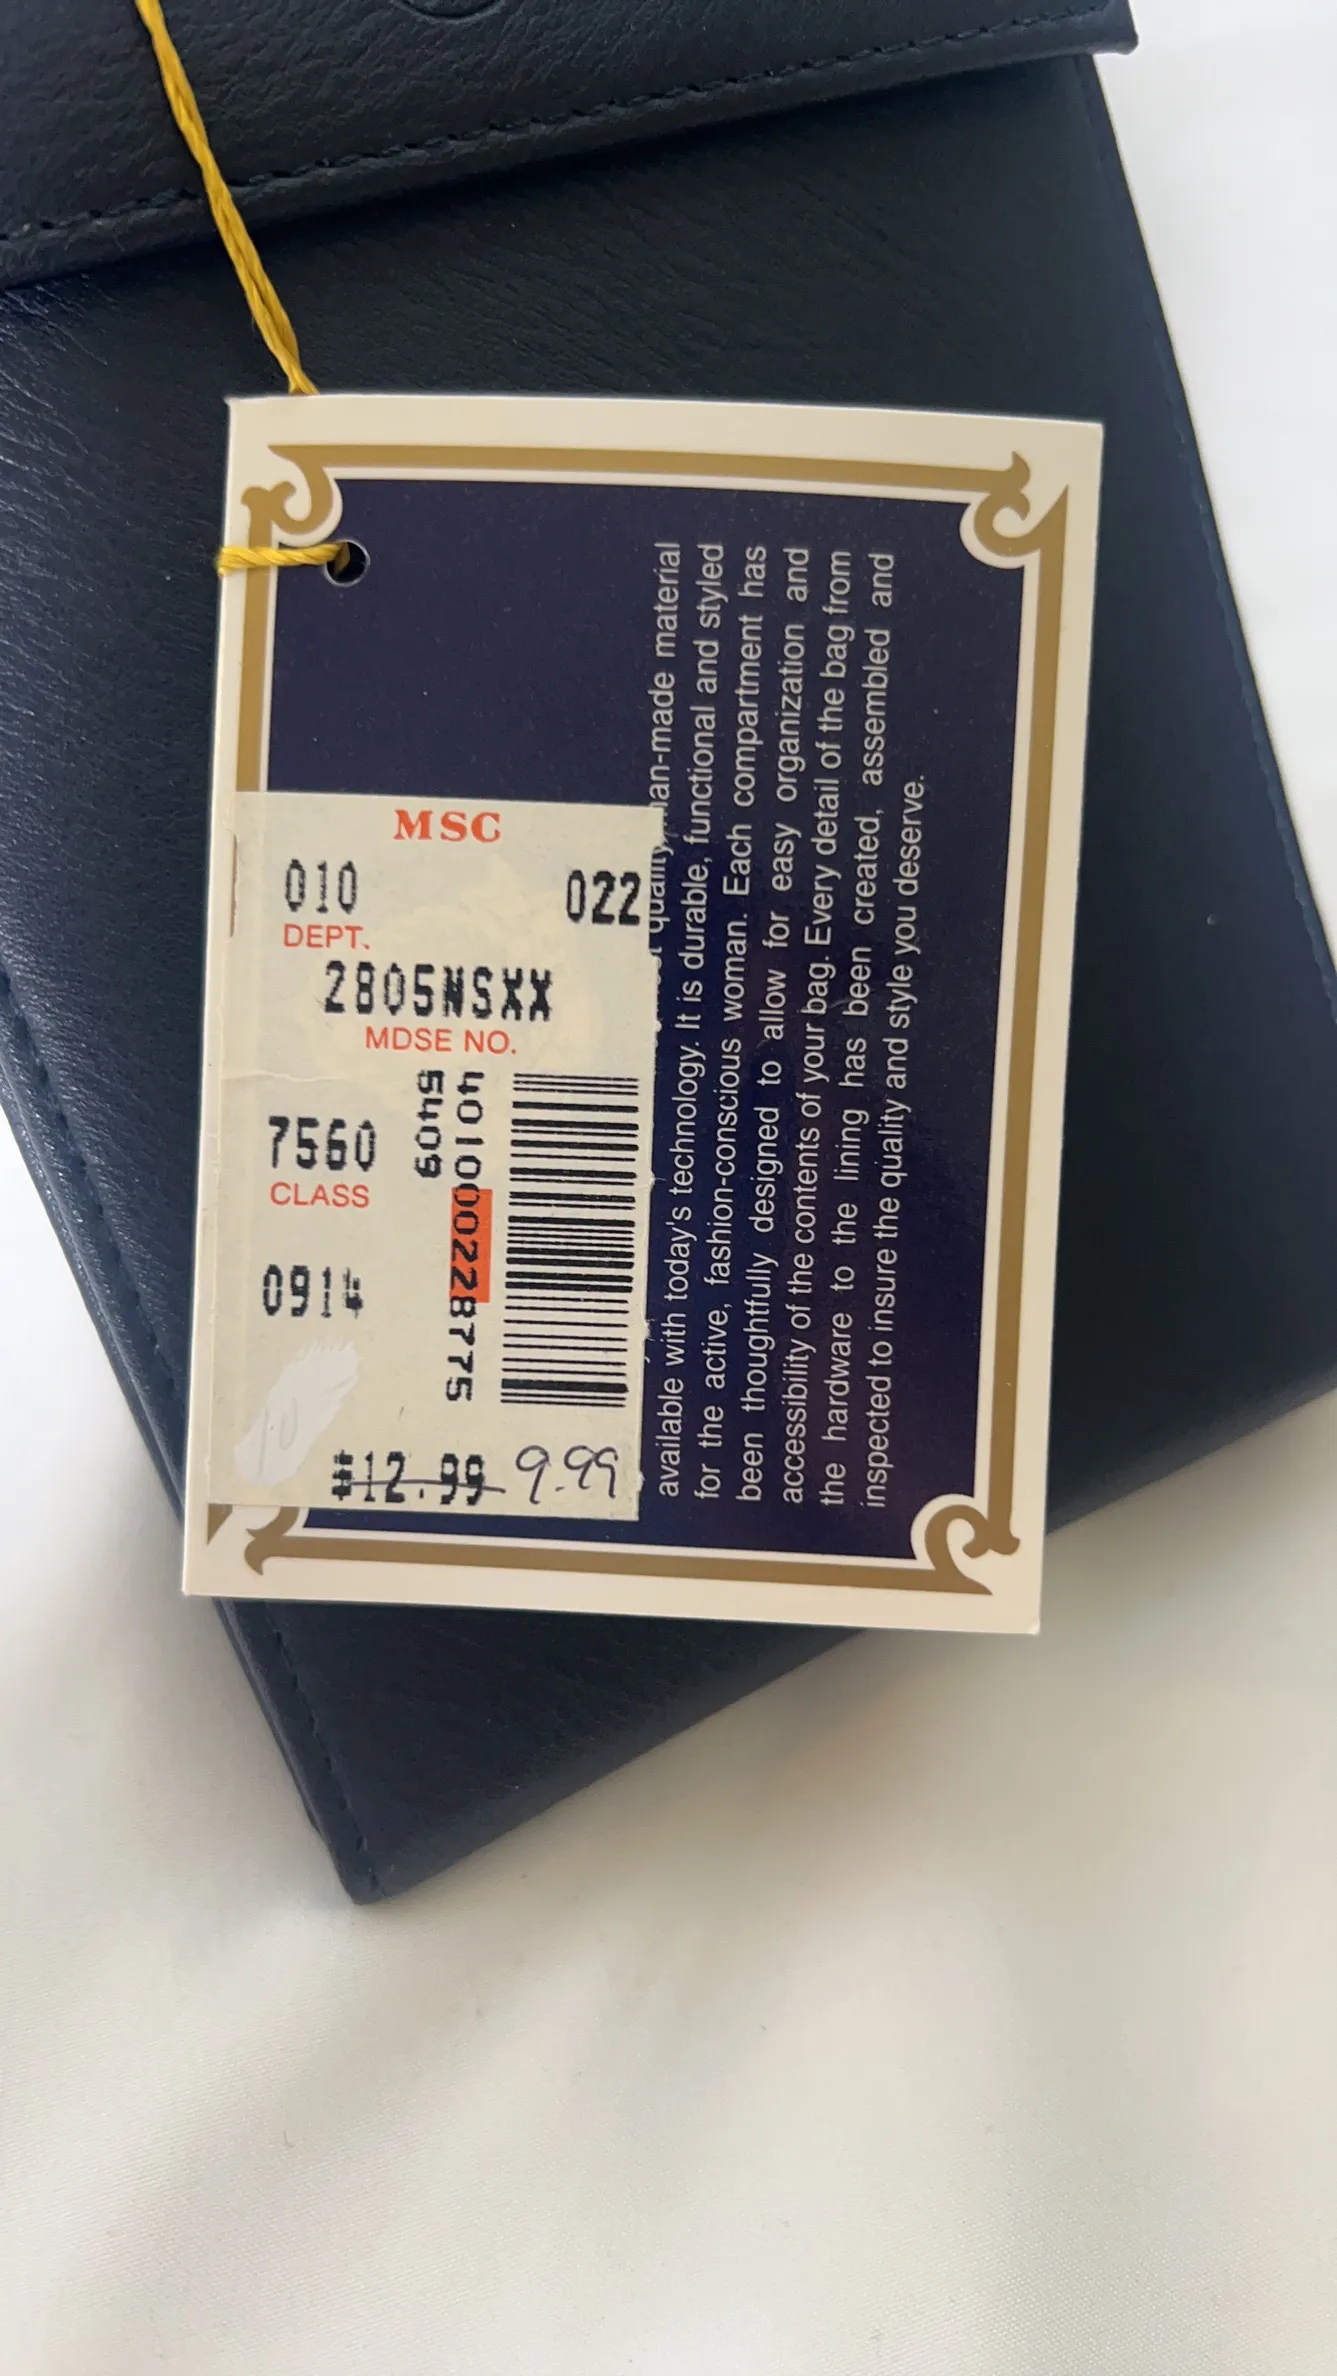 MSC
010 022
DEPT.
2805NSXX
MDSE NO.
7560
CLASS
091#
5409
401000228775
#12.99 9.99
man-made material
available with today's technology. It is durable, functional and styled
for the active, fashion-conscious woman. Each compartment has
been thoughtfully designed to allow for easy organization and
accessibility of the contents of your bag. Every detail of the bag from
the hardware to the lining has been created, assembled and
inspected to insure the quality and style you deserve.